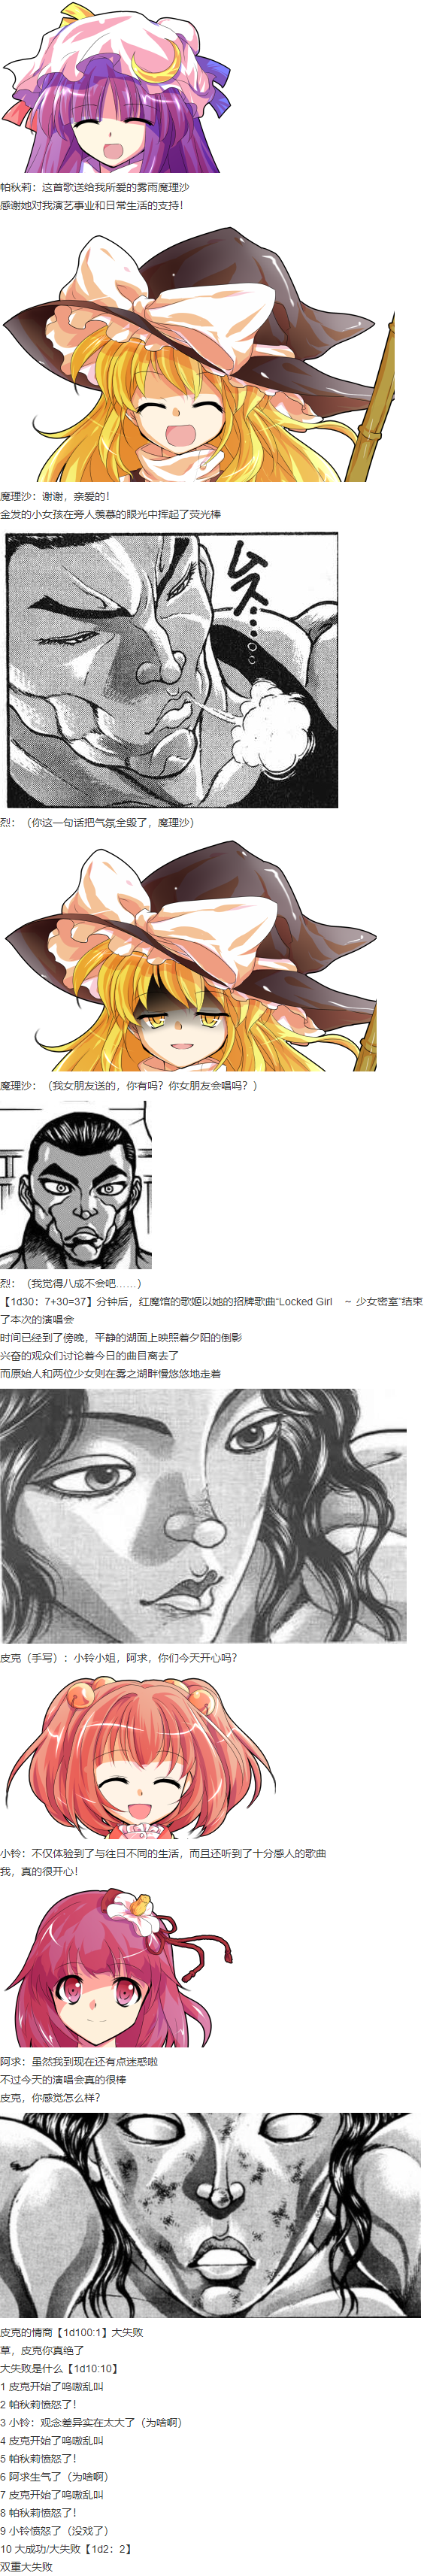 帕秋莉：这首歌送给我所爱的雾雨魔理沙
感谢她对我演艺事业和日常生活的支持！
魔理沙：谢谢，亲爱的！
金发的小女孩在旁人羡慕的眼光中挥起了荧光棒
ムス…
烈：（你这一句话把气氛全毁了，魔理沙）
魔理沙：（我女朋友送的，你有吗？你女朋友会唱吗？）
烈：（我觉得八成不会吧……）
【1d30：7+30=37】分钟后，红魔馆的歌姬以她的招牌歌曲“Locked Girl　～ 少女密室”结束
了本次的演唱会
时间已经到了傍晚，平静的湖面上映照着夕阳的倒影
兴奋的观众们讨论着今日的曲目离去了
而原始人和两位少女则在雾之湖畔慢悠悠地走着
皮克（手写）：小铃小姐，阿求，你们今天开心吗？
小铃：不仅体验到了与往日不同的生活，而且还听到了十分感人的歌曲
我，真的很开心！
阿求：虽然我到现在还有点迷惑啦
不过今天的演唱会真的很棒
皮克，你感觉怎么样？
皮克的情商【1d100:1】大失败
草，皮克你真绝了
大失败是什么【1d10:10】
1 皮克开始了呜嗷乱叫
2 帕秋莉愤怒了！
3 小铃：观念差异实在太大了（为啥啊）
4 皮克开始了呜嗷乱叫
5 帕秋莉愤怒了！
6 阿求生气了（为啥啊）
7 皮克开始了呜嗷乱叫
8 帕秋莉愤怒了！
9 小铃愤怒了（没戏了）
10 大成功/大失败【1d2：2】
双重大失败